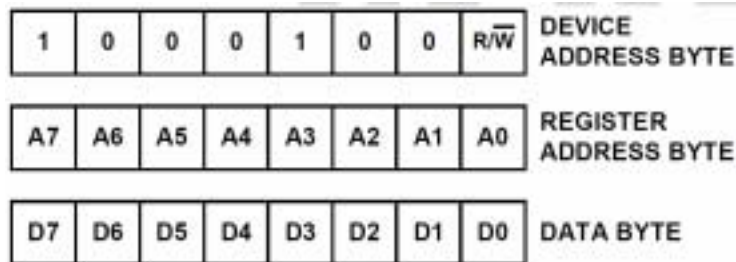 1 0 0 0 1 0 0 R/W̅ DEVICE
ADDRESS BYTE
A7 A6 A5 A4 A3 A2 A1 A0 REGISTER
ADDRESS BYTE
D7 D6 D5 D4 D3 D2 D1 D0 DATA BYTE